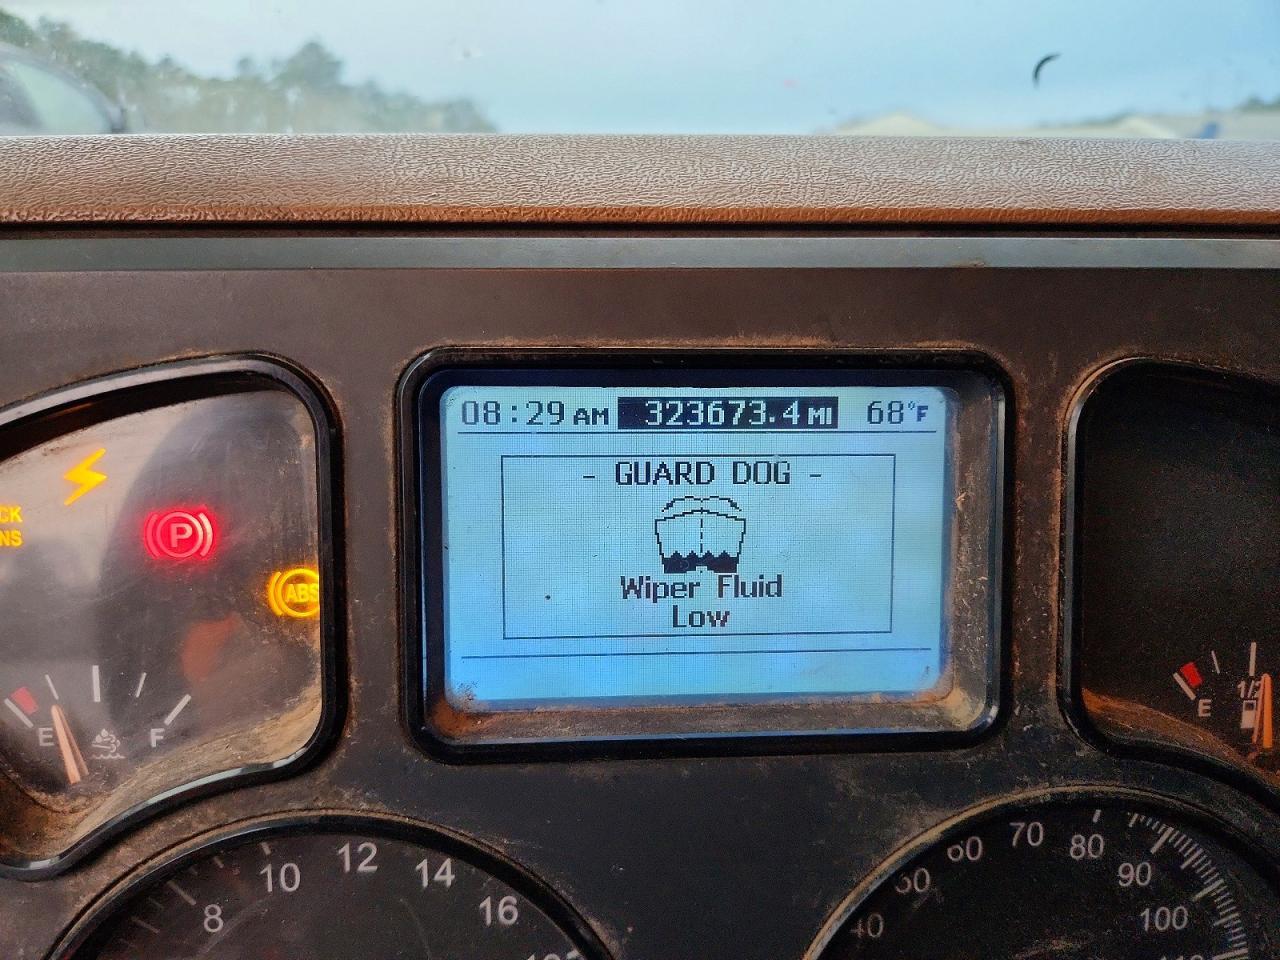 08:29 AM 323673.4 MI 68°F
- GUARD DOG -
Wiper Fluid
Low
P
ABS
E F
E 1/2
8 10 12 14 16
40 50 60 70 80 90 100